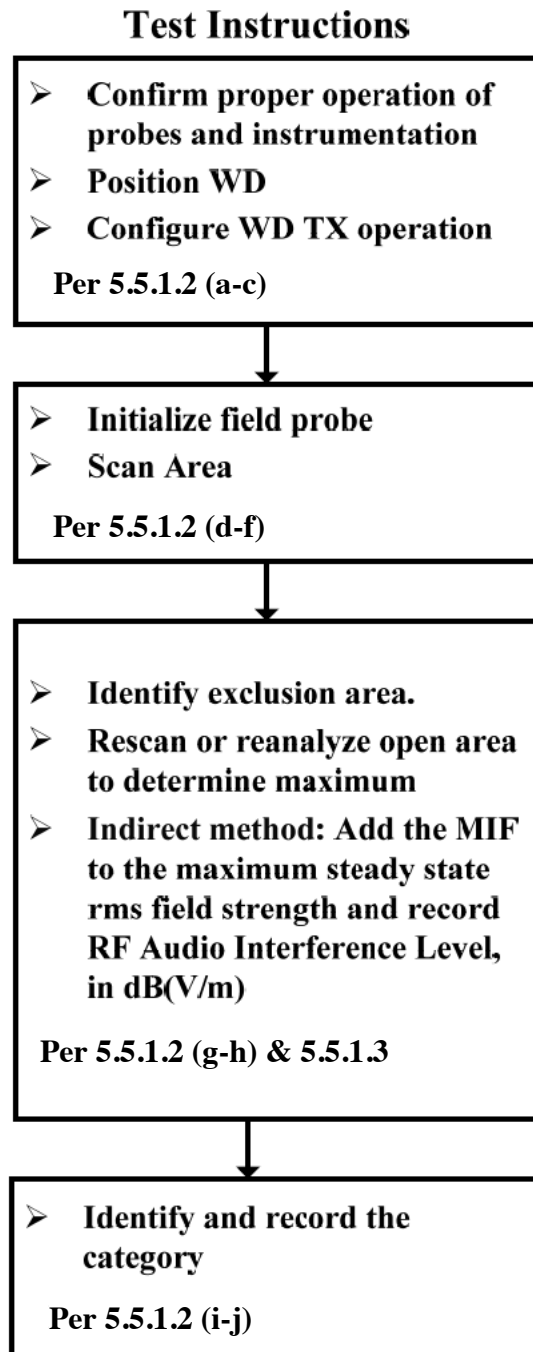 Test Instructions
➢ Confirm proper operation of
probes and instrumentation
➢ Position WD
➢ Configure WD TX operation
Per 5.5.1.2 (a-c)
➢ Initialize field probe
➢ Scan Area
Per 5.5.1.2 (d-f)
➢ Identify exclusion area.
➢ Rescan or reanalyze open area
to determine maximum
➢ Indirect method: Add the MIF
to the maximum steady state
rms field strength and record
RF Audio Interference Level,
in dB(V/m)
Per 5.5.1.2 (g-h) & 5.5.1.3
➢ Identify and record the
category
Per 5.5.1.2 (i-j)